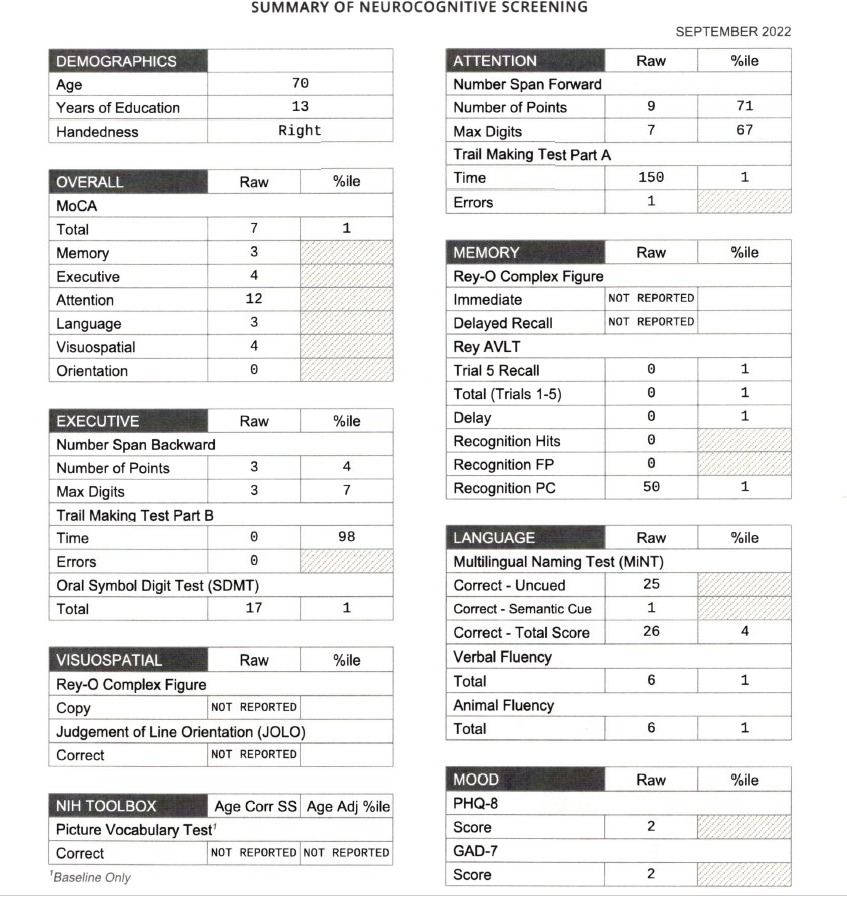 SUMMARY OF NEUROCOGNITIVE SCREENING
SEPTEMBER 2022
DEMOGRAPHICS
Age 70
Years of Education 13
Handedness Right
OVERALL Raw %ile
MoCA
Total 7 1
Memory 3
Executive 4
Attention 12
Language 3
Visuospatial 4
Orientation 0
EXECUTIVE Raw %ile
Number Span Backward
Number of Points 3 4
Max Digits 3 7
Trail Making Test Part B
Time 0 98
Errors 0
Oral Symbol Digit Test (SDMT)
Total 17 1
VISUOSPATIAL Raw %ile
Rey-O Complex Figure
Copy NOT REPORTED
Judgement of Line Orientation (JOLO)
Correct NOT REPORTED
NIH TOOLBOX Age Corr SS Age Adj %ile
Picture Vocabulary Test¹
Correct NOT REPORTED NOT REPORTED
¹Baseline Only
ATTENTION Raw %ile
Number Span Forward
Number of Points 9 71
Max Digits 7 67
Trail Making Test Part A
Time 150 1
Errors 1
MEMORY Raw %ile
Rey-O Complex Figure
Immediate NOT REPORTED
Delayed Recall NOT REPORTED
Rey AVLT
Trial 5 Recall 0 1
Total (Trials 1-5) 0 1
Delay 0 1
Recognition Hits 0
Recognition FP 0
Recognition PC 50 1
LANGUAGE Raw %ile
Multilingual Naming Test (MiNT)
Correct - Uncued 25
Correct - Semantic Cue 1
Correct - Total Score 26 4
Verbal Fluency
Total 6 1
Animal Fluency
Total 6 1
MOOD Raw %ile
PHQ-8
Score 2
GAD-7
Score 2